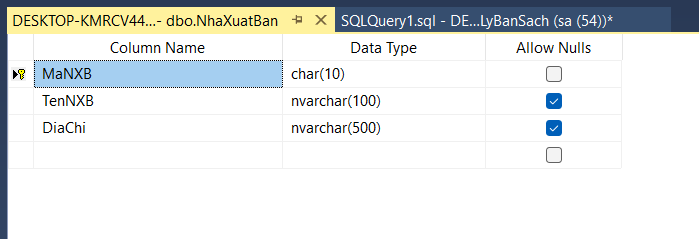 DESKTOP-KMRCV44...- dbo.NhaXuatBan SQLQuery1.sql - DE...LyBanSach (sa (54))*
Column Name Data Type Allow Nulls
MaNXB char(10)
TenNXB nvarchar(100)
DiaChi nvarchar(500)